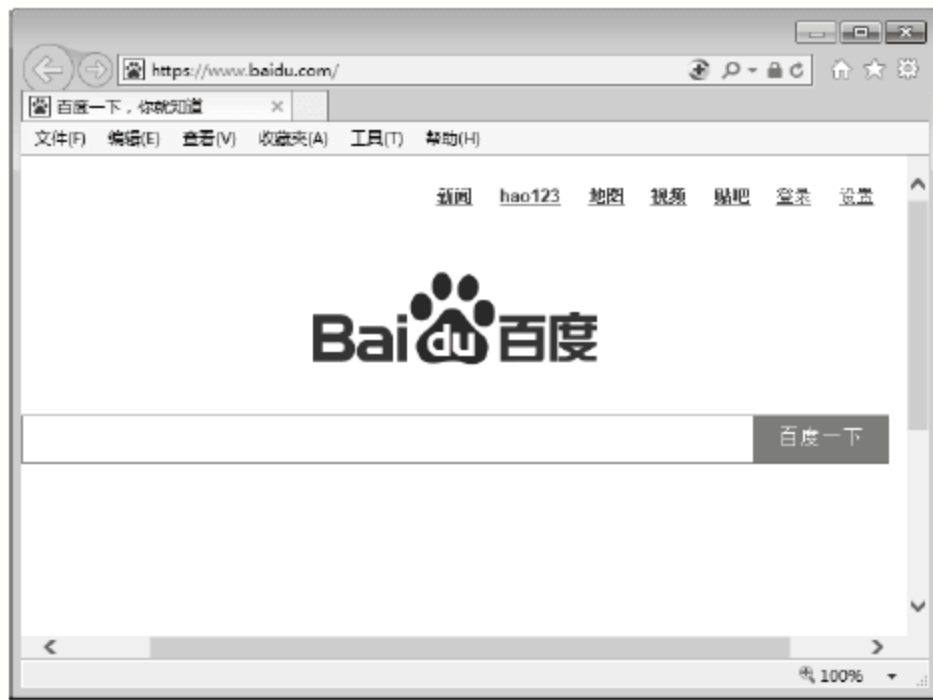 https://www.baidu.com/
百度一下，你就知道
文件(F) 编辑(E) 查看(V) 收藏夹(A) 工具(T) 帮助(H)
新闻 hao123 地图 视频 贴吧 登录 设置
Bai du 百度
百度一下
100%